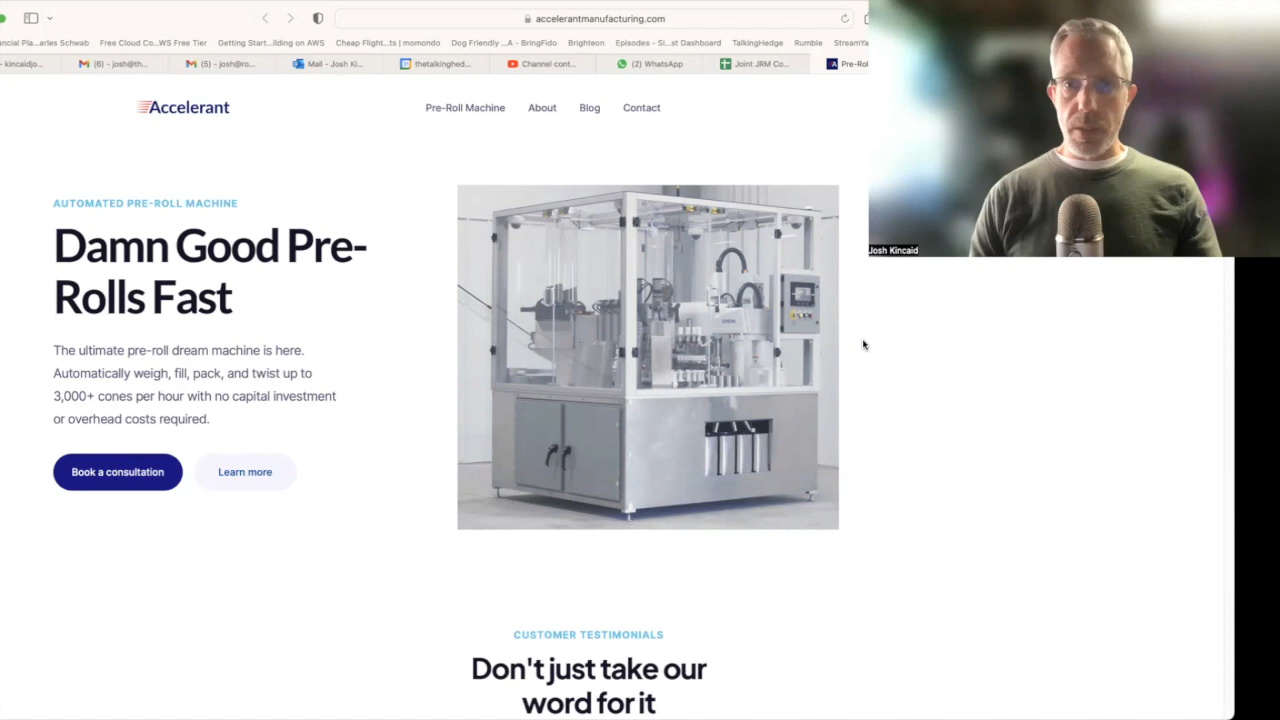 accelerantmanufacturing.com
ncial Pla...arles Schwab Free Cloud Co...WS Free Tier Getting Start...ilding on AWS Cheap Flight...ts | momondo Dog Friendly ...A - BringFido Brighteon Episodes - Si...st Dashboard TalkingHedge Rumble StreamYa
- kincaidjo... (6) - josh@th... (5) - josh@ro... Mail - Josh Ki... thetalkinghed... Channel cont... (2) WhatsApp Joint JRM Co... Pre-Rol
Accelerant
Pre-Roll Machine About Blog Contact
AUTOMATED PRE-ROLL MACHINE
Damn Good Pre-
Rolls Fast
The ultimate pre-roll dream machine is here.
Automatically weigh, fill, pack, and twist up to
3,000+ cones per hour with no capital investment
or overhead costs required.
Book a consultation Learn more
EPSON
Josh Kincaid
CUSTOMER TESTIMONIALS
Don't just take our
word for it